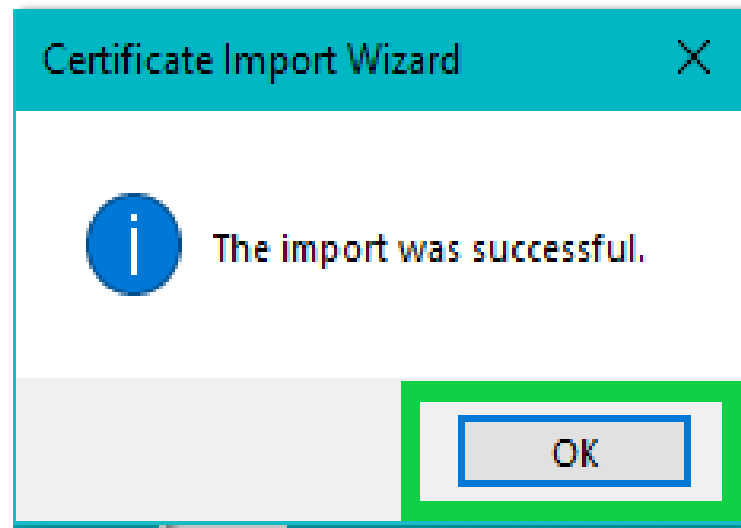 Certificate Import Wizard
The import was successful.
OK